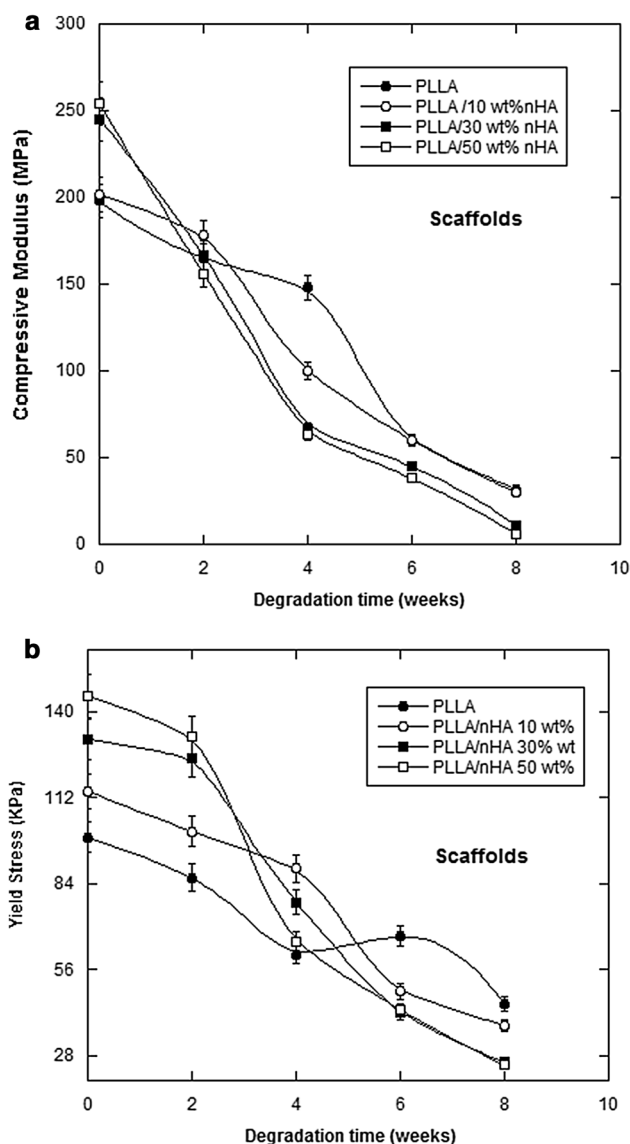 a
300
250
200
150
100
50
0
Compressive Modulus (MPa)
PLLA
PLLA /10 wt%nHA
PLLA/30 wt% nHA
PLLA/50 wt% nHA
Scaffolds
0 2 4 6 8 10
Degradation time (weeks)
b
140
112
84
56
28
Yield Stress (KPa)
PLLA
PLLA/nHA 10 wt%
PLLA/nHA 30% wt
PLLA/nHA 50 wt%
Scaffolds
0 2 4 6 8 10
Degradation time (weeks)